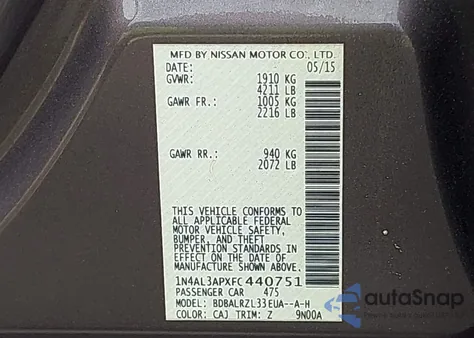 MFD BY NISSAN MOTOR CO., LTD.
DATE: 05/15
GVWR: 1910 KG
4211 LB
GAWR FR.: 1005 KG
2216 LB
GAWR RR.: 940 KG
2072 LB
THIS VEHICLE CONFORMS TO
ALL APPLICABLE FEDERAL
MOTOR VEHICLE SAFETY,
BUMPER, AND THEFT
PREVENTION STANDARDS IN
EFFECT ON THE DATE OF
MANUFACTURE SHOWN ABOVE.
1N4AL3APXFC440751
PASSENGER CAR 475
MODEL: BDBALRZL33EUA--A-H
COLOR: CAJ TRIM: Z 9N00A
autoSnap